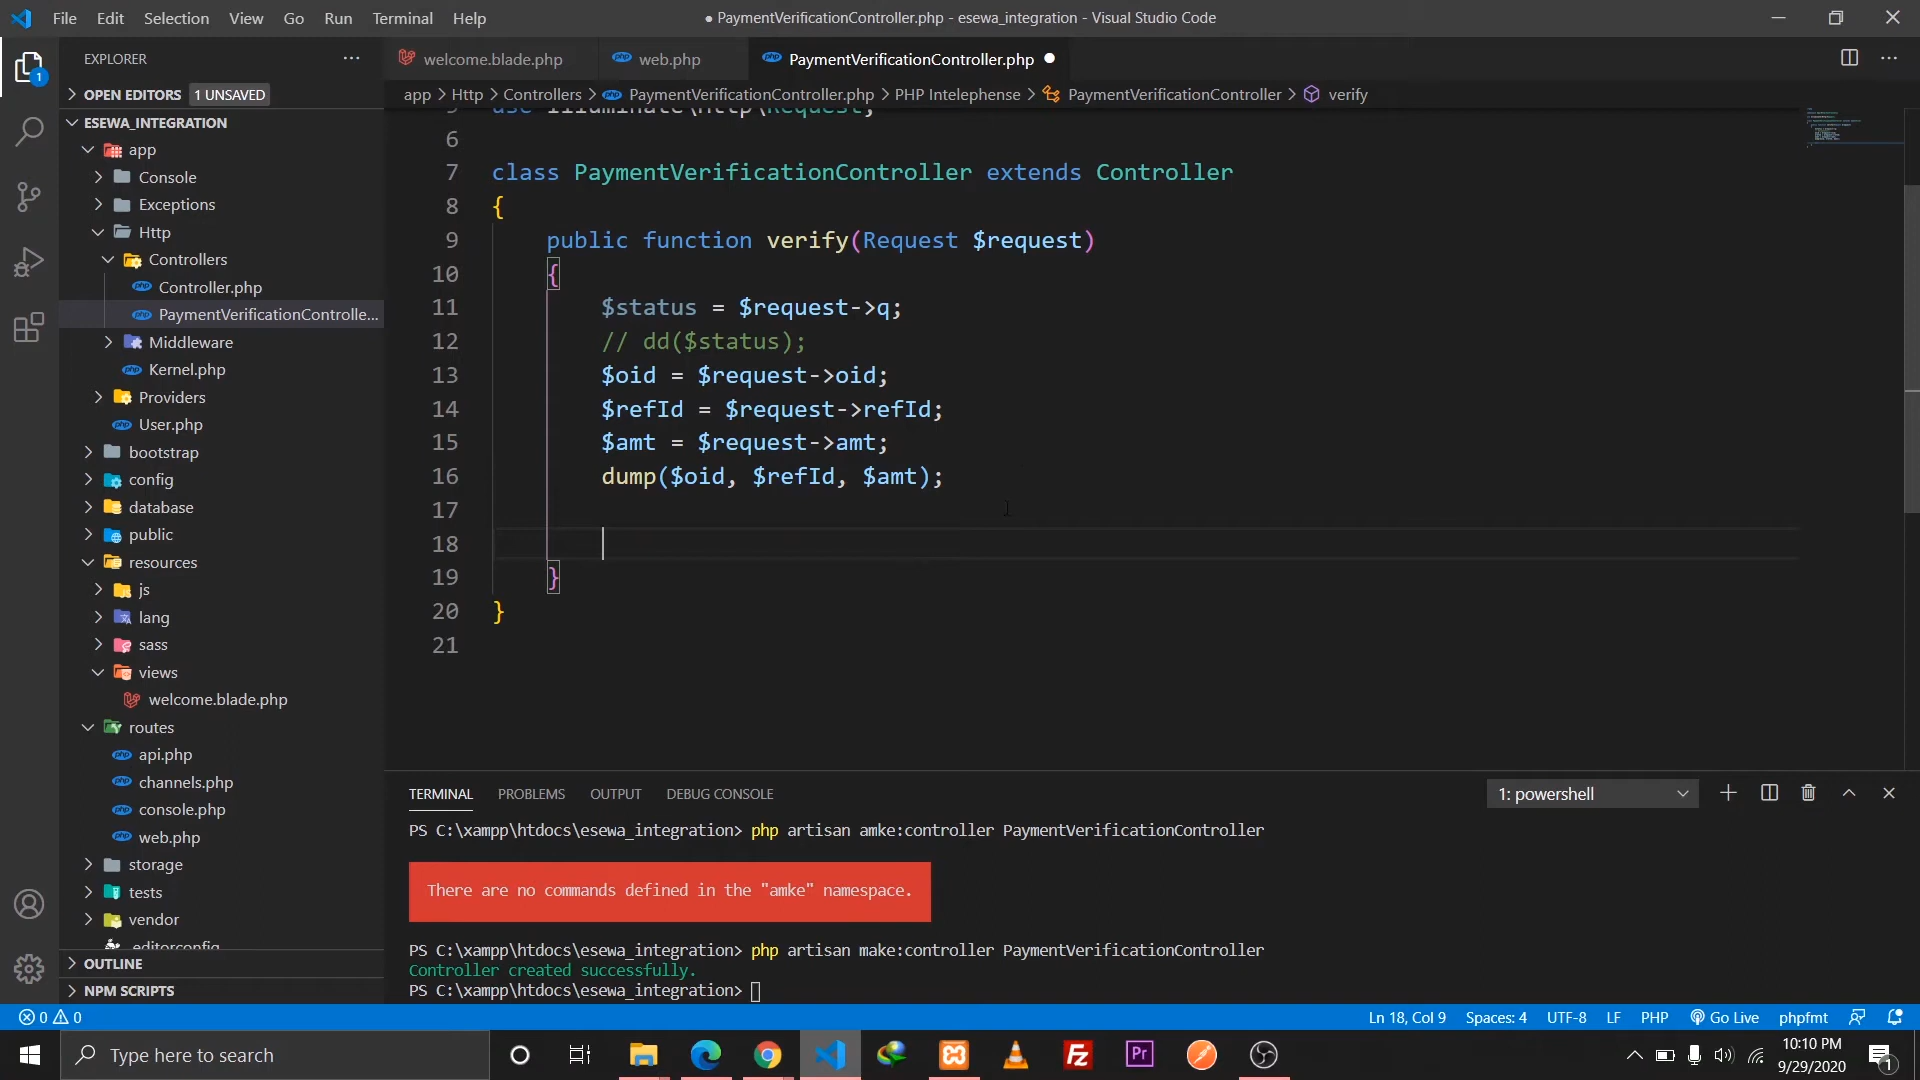 File Edit Selection View Go Run Terminal Help
● PaymentVerificationController.php - esewa_integration - Visual Studio Code
EXPLORER
welcome.blade.php
web.php
PaymentVerificationController.php
OPEN EDITORS 1 UNSAVED
app > Http > Controllers > PaymentVerificationController.php > PHP Intelephense > PaymentVerificationController > verify
ESEWA_INTEGRATION
app
Console
Exceptions
Http
Controllers
Controller.php
PaymentVerificationControlle...
Middleware
Kernel.php
Providers
User.php
bootstrap
config
database
public
resources
js
lang
sass
views
welcome.blade.php
routes
api.php
channels.php
console.php
web.php
storage
tests
vendor
.editorconfig
OUTLINE
NPM SCRIPTS
5 use Illuminate\Http\Request;
6
7 class PaymentVerificationController extends Controller
8 {
9 public function verify(Request $request)
10 {
11 $status = $request->q;
12 // dd($status);
13 $oid = $request->oid;
14 $refId = $request->refId;
15 $amt = $request->amt;
16 dump($oid, $refId, $amt);
17
18
19 }
20 }
21
TERMINAL PROBLEMS OUTPUT DEBUG CONSOLE
1: powershell
PS C:\xampp\htdocs\esewa_integration> php artisan amke:controller PaymentVerificationController
There are no commands defined in the "amke" namespace.
PS C:\xampp\htdocs\esewa_integration> php artisan make:controller PaymentVerificationController
Controller created successfully.
PS C:\xampp\htdocs\esewa_integration>
0 0
Ln 18, Col 9 Spaces: 4 UTF-8 LF PHP Go Live phpfmt
Type here to search
10:10 PM
9/29/2020